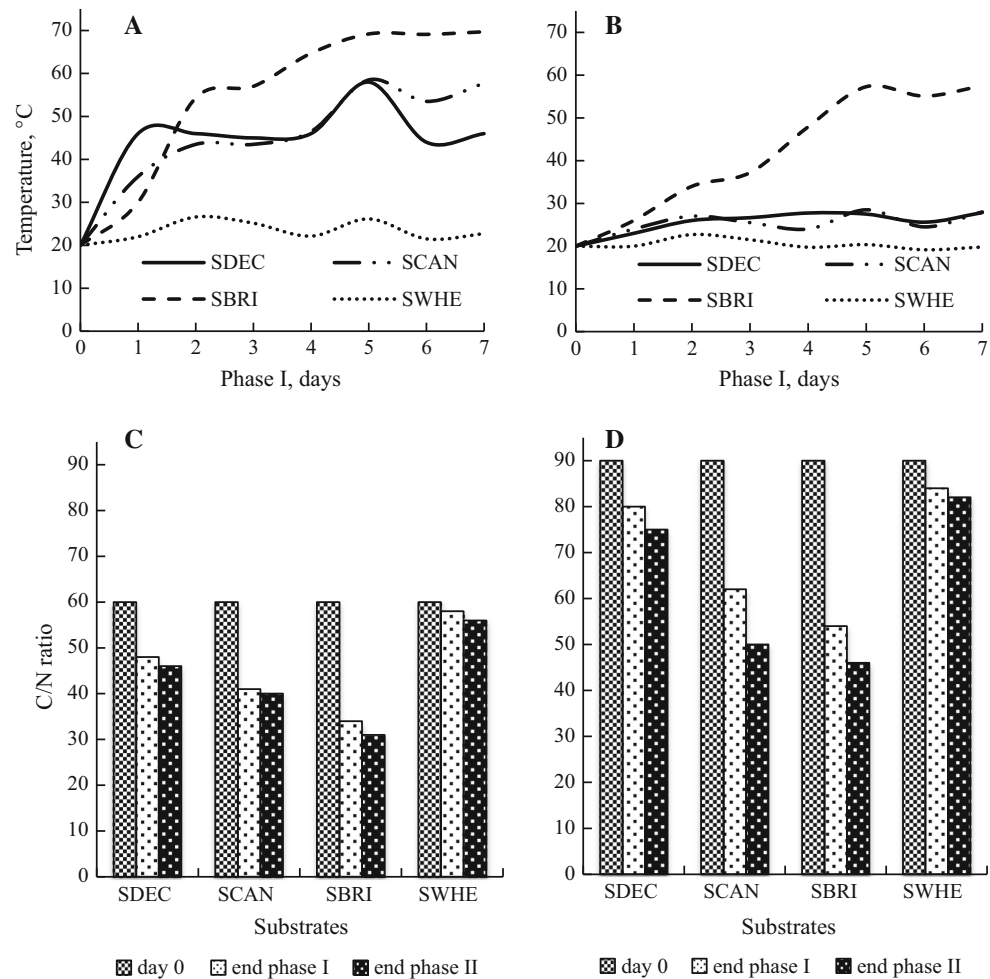 A
70
60
50
40
30
20
10
0
Temperature, °C
SDEC
SCAN
SBRI
SWHE
0 1 2 3 4 5 6 7
Phase I, days
B
70
60
50
40
30
20
10
0
SDEC
SCAN
SBRI
SWHE
0 1 2 3 4 5 6 7
Phase I, days
C
90
80
70
60
50
40
30
20
10
0
C/N ratio
SDEC SCAN SBRI SWHE
Substrates
day 0 end phase I end phase II
D
90
80
70
60
50
40
30
20
10
0
SDEC SCAN SBRI SWHE
Substrates
day 0 end phase I end phase II